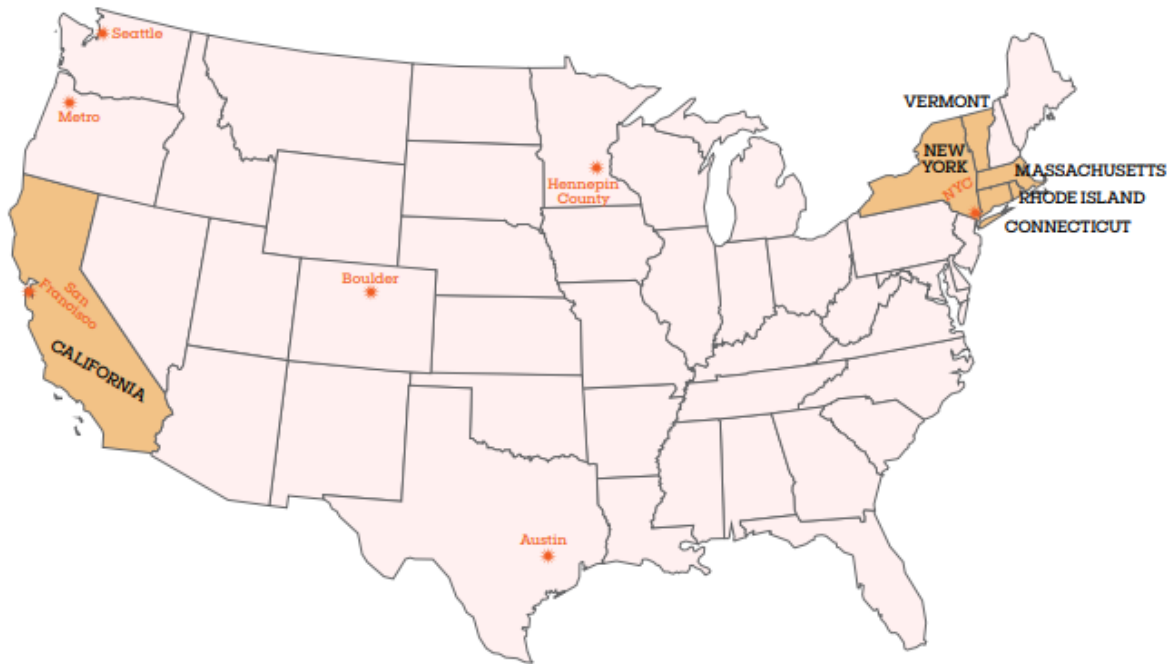 Seattle
Metro
VERMONT
NEW
YORK
MASSACHUSETTS
NYC
RHODE ISLAND
CONNECTICUT
Hennepin
County
Boulder
San
Francisco
CALIFORNIA
Austin